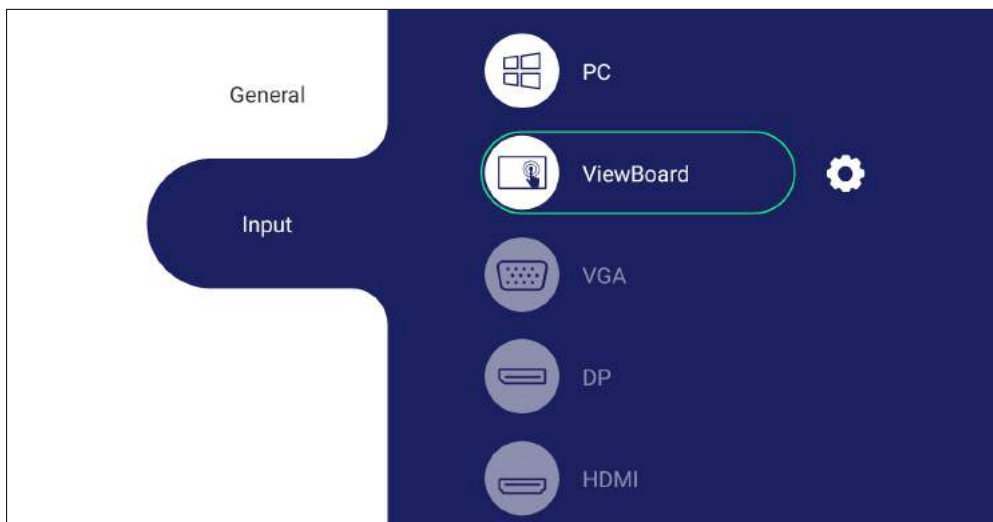 General
Input
PC
ViewBoard
VGA
DP
HDMI